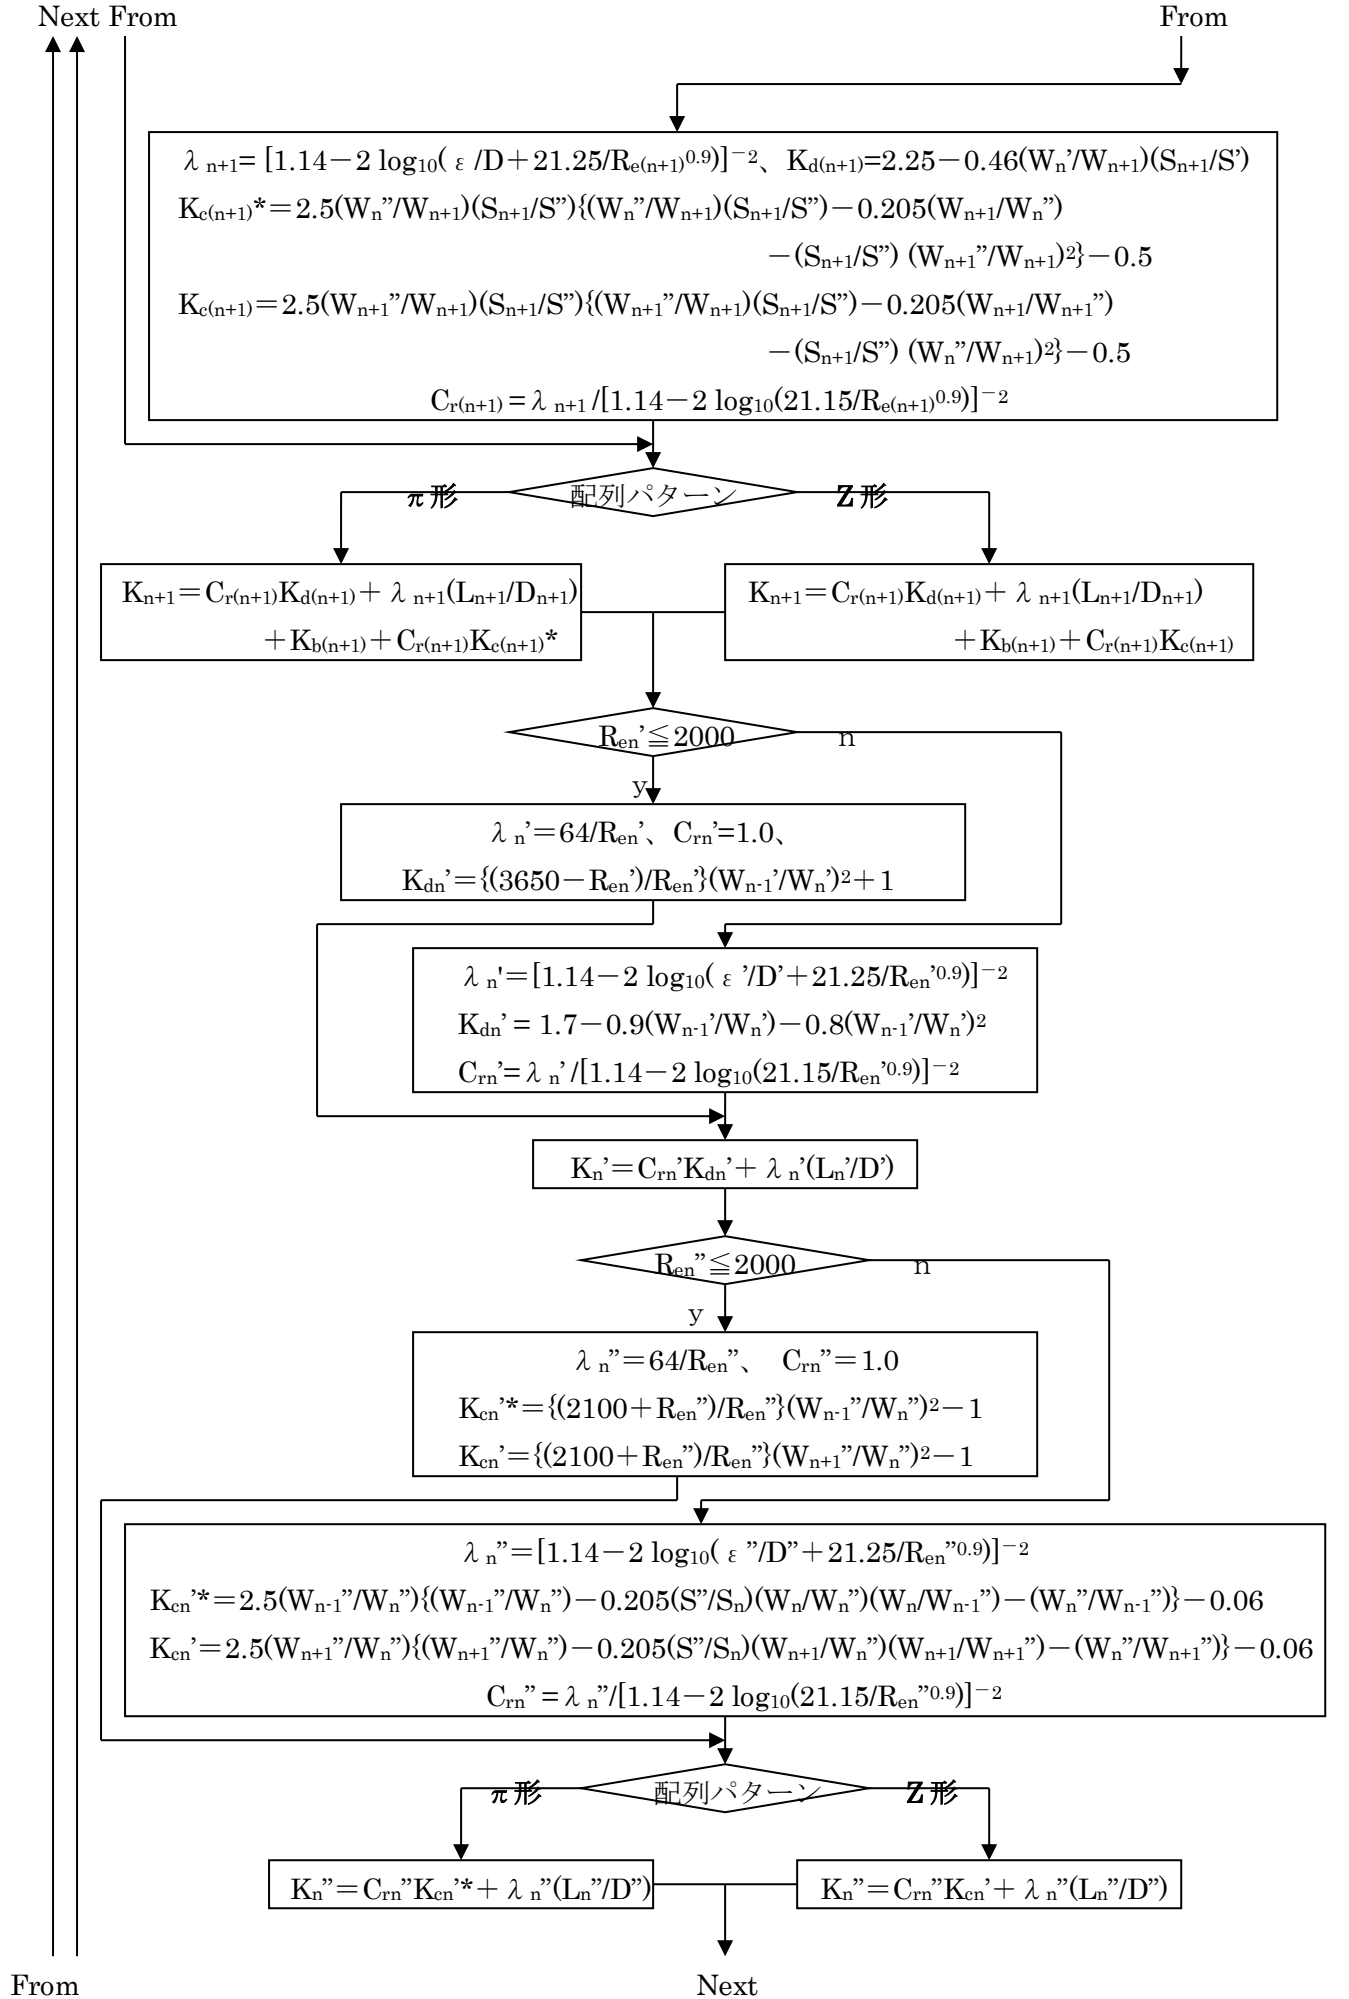 Next From
From
λn+1=[1.14－2 log10(ε/D＋21.25/Re(n+1)0.9)]－2、Kd(n+1)=2.25－0.46(Wn’/Wn+1)(Sn+1/S’)
Kc(n+1)*＝2.5(Wn”/Wn+1)(Sn+1/S”){(Wn”/Wn+1)(Sn+1/S”)－0.205(Wn+1/Wn”)
－(Sn+1/S”) (Wn+1”/Wn+1)2}－0.5
Kc(n+1)＝2.5(Wn+1”/Wn+1)(Sn+1/S”){(Wn+1”/Wn+1)(Sn+1/S”)－0.205(Wn+1/Wn+1”)
－(Sn+1/S”) (Wn”/Wn+1)2}－0.5
Cr(n+1)＝λn+1/[1.14－2 log10(21.15/Re(n+1)0.9)]－2
π形 配列パターン Z形
Kn+1＝Cr(n+1)Kd(n+1)＋λn+1(Ln+1/Dn+1)
＋Kb(n+1)＋Cr(n+1)Kc(n+1)*
Kn+1＝Cr(n+1)Kd(n+1)＋λn+1(Ln+1/Dn+1)
＋Kb(n+1)＋Cr(n+1)Kc(n+1)
Ren’≦2000 n
y
λn’＝64/Ren’、Crn’=1.0、
Kdn’＝{(3650－Ren’)/Ren’}(Wn-1’/Wn’)2＋1
λn'＝[1.14－2 log10(ε’/D’＋21.25/Ren’0.9)]－2
Kdn’＝1.7－0.9(Wn-1’/Wn’)－0.8(Wn-1’/Wn’)2
Crn’＝λn’/[1.14－2 log10(21.15/Ren’0.9)]－2
Kn’＝Crn’Kdn’＋λn’(Ln’/D’)
Ren”≦2000 n
y
λn”＝64/Ren”、 Crn”＝1.0
Kcn’*＝{(2100＋Ren”)/Ren”}(Wn-1”/Wn”)2－1
Kcn’＝{(2100＋Ren”)/Ren”}(Wn+1”/Wn”)2－1
λn”＝[1.14－2 log10(ε”/D”＋21.25/Ren”0.9)]－2
Kcn’*＝2.5(Wn-1”/Wn”){(Wn-1”/Wn”)－0.205(S”/Sn)(Wn/Wn”)(Wn/Wn-1”)－(Wn”/Wn-1”)}－0.06
Kcn’＝2.5(Wn+1”/Wn”){(Wn+1”/Wn”)－0.205(S”/Sn)(Wn+1/Wn”)(Wn+1/Wn+1”)－(Wn”/Wn+1”)}－0.06
Crn”＝λn”/[1.14－2 log10(21.15/Ren”0.9)]－2
π形 配列パターン Z形
Kn”＝Crn”Kcn’*＋λn”(Ln”/D”)
Kn”＝Crn”Kcn’＋λn”(Ln”/D”)
From
Next